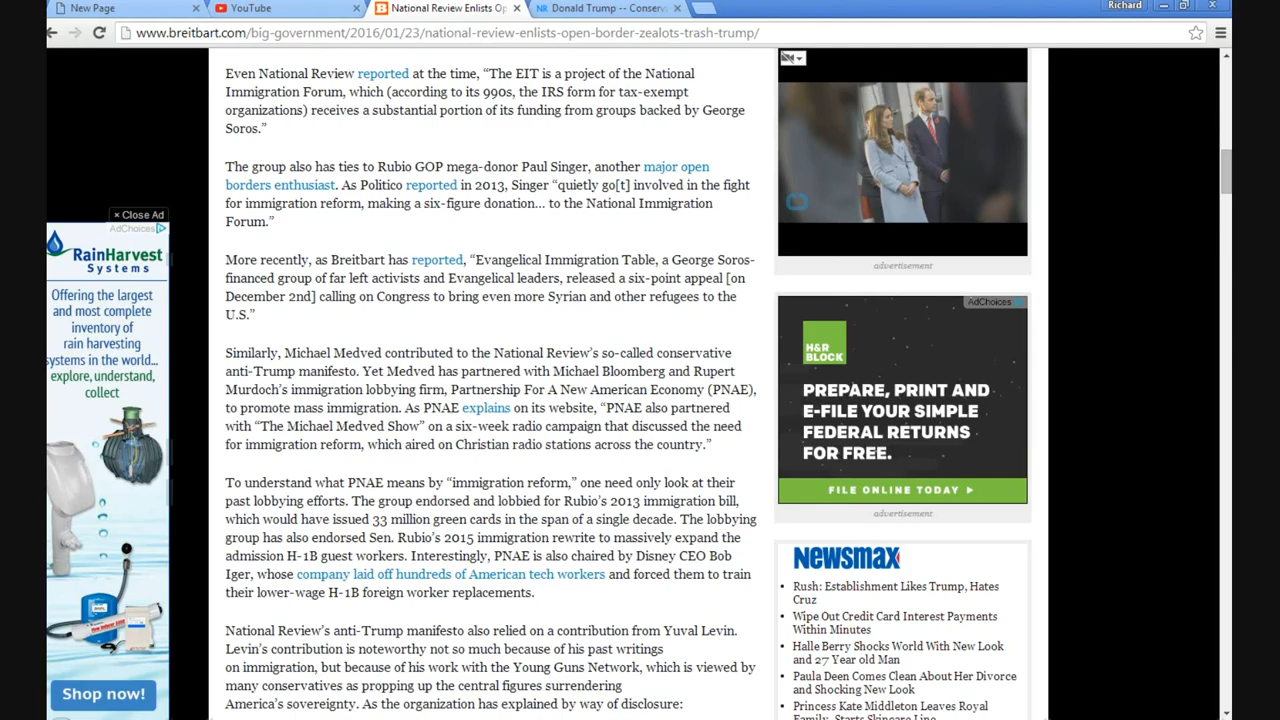 New Page
YouTube
National Review Enlists Op
Donald Trump -- Conserv
Richard
www.breitbart.com/big-government/2016/01/23/national-review-enlists-open-border-zealots-trash-trump/
Even National Review reported at the time, “The EIT is a project of the National
Immigration Forum, which (according to its 990s, the IRS form for tax-exempt
organizations) receives a substantial portion of its funding from groups backed by George
Soros.”
The group also has ties to Rubio GOP mega-donor Paul Singer, another major open
borders enthusiast. As Politico reported in 2013, Singer “quietly go[t] involved in the fight
for immigration reform, making a six-figure donation… to the National Immigration
Forum.”
More recently, as Breitbart has reported, “Evangelical Immigration Table, a George Soros-
financed group of far left activists and Evangelical leaders, released a six-point appeal [on
December 2nd] calling on Congress to bring even more Syrian and other refugees to the
U.S.”
Similarly, Michael Medved contributed to the National Review’s so-called conservative
anti-Trump manifesto. Yet Medved has partnered with Michael Bloomberg and Rupert
Murdoch’s immigration lobbying firm, Partnership For A New American Economy (PNAE),
to promote mass immigration. As PNAE explains on its website, “PNAE also partnered
with “The Michael Medved Show” on a six-week radio campaign that discussed the need
for immigration reform, which aired on Christian radio stations across the country.”
To understand what PNAE means by “immigration reform,” one need only look at their
past lobbying efforts. The group endorsed and lobbied for Rubio’s 2013 immigration bill,
which would have issued 33 million green cards in the span of a single decade. The lobbying
group has also endorsed Sen. Rubio’s 2015 immigration rewrite to massively expand the
admission H-1B guest workers. Interestingly, PNAE is also chaired by Disney CEO Bob
Iger, whose company laid off hundreds of American tech workers and forced them to train
their lower-wage H-1B foreign worker replacements.
National Review’s anti-Trump manifesto also relied on a contribution from Yuval Levin.
Levin’s contribution is noteworthy not so much because of his past writings
on immigration, but because of his work with the Young Guns Network, which is viewed by
many conservatives as propping up the central figures surrendering
America’s sovereignty. As the organization has explained by way of disclosure:
× Close Ad
AdChoices
RainHarvest
Systems
Offering the largest
and most complete
inventory of
rain harvesting
systems in the world...
explore, understand,
collect
Shop now!
advertisement
AdChoices
H&R
BLOCK
PREPARE, PRINT AND
E-FILE YOUR SIMPLE
FEDERAL RETURNS
FOR FREE.
FILE ONLINE TODAY
advertisement
Newsmax
Rush: Establishment Likes Trump, Hates
Cruz
Wipe Out Credit Card Interest Payments
Within Minutes
Halle Berry Shocks World With New Look
and 27 Year old Man
Paula Deen Comes Clean About Her Divorce
and Shocking New Look
Princess Kate Middleton Leaves Royal
Family, Starts Skincare Line